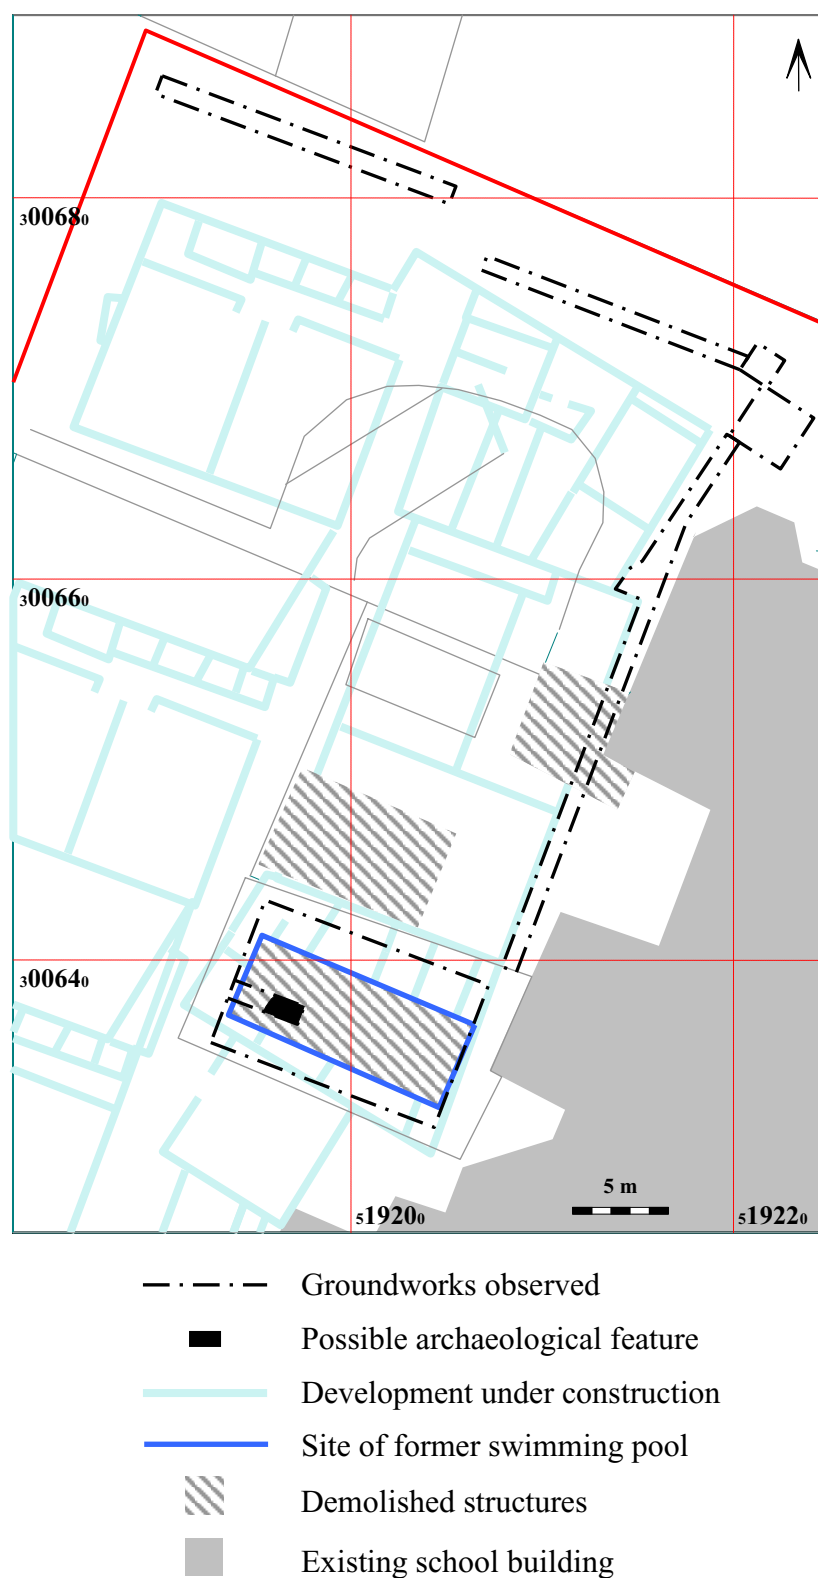 300680
300660
300640
5 m
519200
519220
Groundworks observed
Possible archaeological feature
Development under construction
Site of former swimming pool
Demolished structures
Existing school building